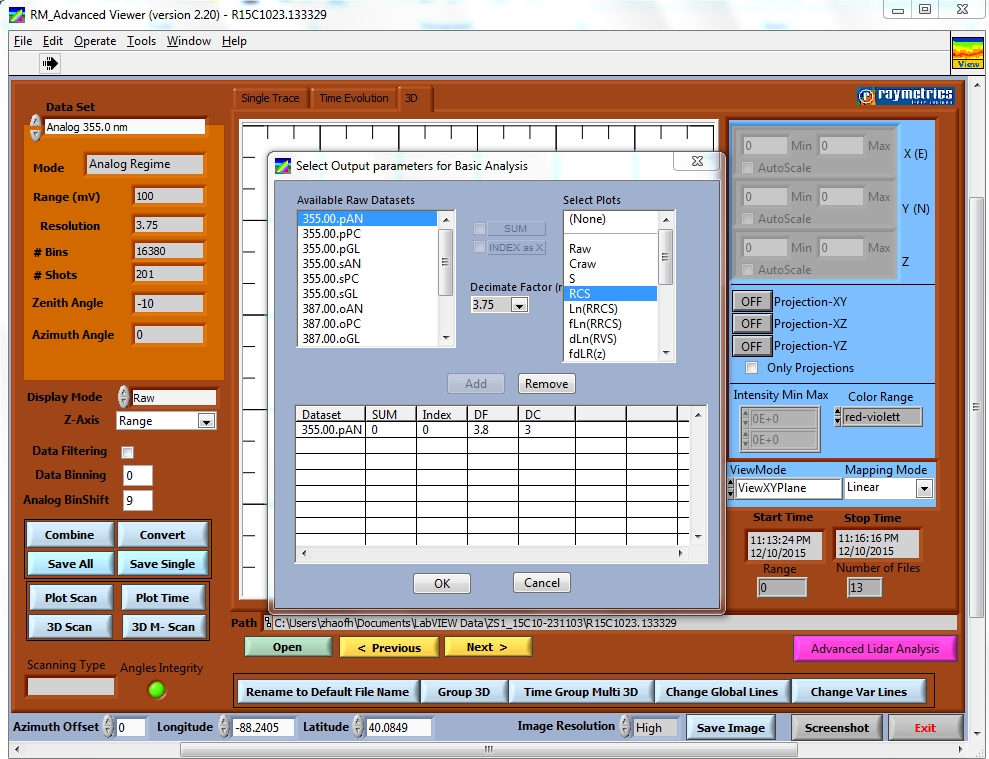 RM_Advanced Viewer (version 2.20) - R15C1023.133329
File Edit Operate Tools Window Help
View
Data Set
Analog 355.0 nm
Mode Analog Regime
Range (mV) 100
Resolution 3.75
# Bins 16380
# Shots 201
Zenith Angle -10
Azimuth Angle 0
Display Mode Raw
Z-Axis Range
Data Filtering
Data Binning 0
Analog BinShift 9
Combine Convert
Save All Save Single
Plot Scan Plot Time
3D Scan 3D M- Scan
Scanning Type Angles Integrity
Single Trace Time Evolution 3D
raymetrics
Select Output parameters for Basic Analysis
Available Raw Datasets
355.00.pAN
355.00.pPC
355.00.pGL
355.00.sAN
355.00.sPC
355.00.sGL
387.00.oAN
387.00.oPC
387.00.oGL
SUM
INDEX as X
Decimate Factor (r
3.75
Select Plots
(None)
Raw
Craw
S
RCS
Ln(RRCS)
fLn(RRCS)
dLn(RVS)
fdLR(z)
Add Remove
Dataset SUM Index DF DC
355.00.pAN 0 0 3.8 3
OK Cancel
0 Min 0 Max X (E)
AutoScale
0 Min 0 Max Y (N)
AutoScale
0 Min 0 Max Z
AutoScale
OFF Projection-XY
OFF Projection-XZ
OFF Projection-YZ
Only Projections
Intensity Min Max Color Range
0E+0 red-violett
0E+0
ViewMode Mapping Mode
ViewXYPlane Linear
Start Time Stop Time
11:13:24 PM 11:16:16 PM
12/10/2015 12/10/2015
Range Number of Files
0 13
Path C:\Users\zhaofh\Documents\LabVIEW Data\ZS1_15C10-231103\R15C1023.133329
Open < Previous Next > Advanced Lidar Analysis
Rename to Default File Name Group 3D Time Group Multi 3D Change Global Lines Change Var Lines
Azimuth Offset 0 Longitude -88.2405 Latitude 40.0849 Image Resolution High Save Image Screenshot Exit